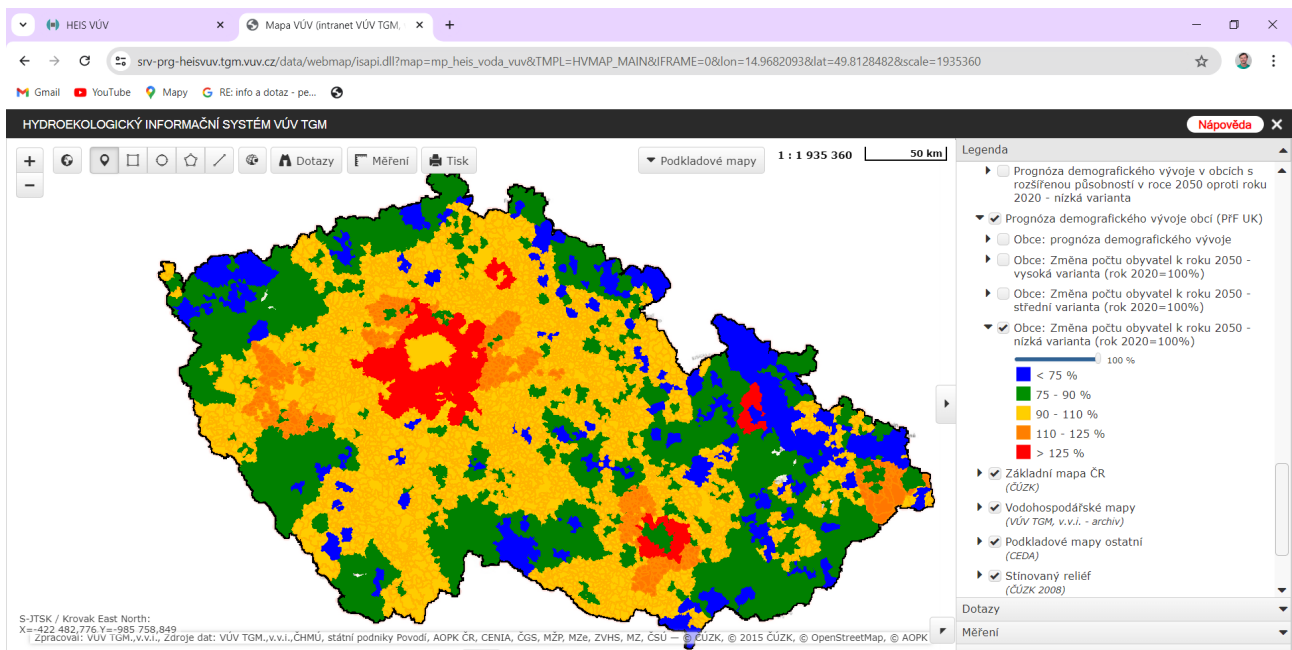 HEIS VÚV
Mapa VÚV (intranet VÚV TGM,
srv-prg-heisvuv.tgm.vuv.cz/data/webmap/isapi.dll?map=mp_heis_voda_vuv&TMPL=HVMAP_MAIN&IFRAME=0&lon=14.9682093&lat=49.8128482&scale=1935360
Gmail YouTube Mapy RE: info a dotaz - pe...
HYDROEKOLOGICKÝ INFORMAČNÍ SYSTÉM VÚV TGM
Nápověda
Dotazy Měření Tisk
Podkladové mapy
1 : 1 935 360
50 km
Legenda
Prognóza demografického vývoje v obcích s
rozšířenou působností v roce 2050 oproti roku
2020 - nízká varianta
Prognóza demografického vývoje obcí (PřF UK)
Obce: prognóza demografického vývoje
Obce: Změna počtu obyvatel k roku 2050 -
vysoká varianta (rok 2020=100%)
Obce: Změna počtu obyvatel k roku 2050 -
střední varianta (rok 2020=100%)
Obce: Změna počtu obyvatel k roku 2050 -
nízká varianta (rok 2020=100%)
100 %
< 75 %
75 - 90 %
90 - 110 %
110 - 125 %
> 125 %
Základní mapa ČR
(ČÚZK)
Vodohospodářské mapy
(VÚV TGM, v.v.i. - archiv)
Podkladové mapy ostatní
(CEDA)
Stínovaný reliéf
(ČÚZK 2008)
Dotazy
Měření
S-JTSK / Krovak East North:
X=-422 482,776 Y=-985 758,849
Zpracoval: VÚV TGM.,v.v.i., Zdroje dat: VÚV TGM.,v.v.i.,ČHMÚ, státní podniky Povodí, AOPK ČR, CENIA, ČGS, MŽP, MZe, ZVHS, MZ, ČSÚ — © ČÚZK, © 2015 ČÚZK, © OpenStreetMap, © AOPK